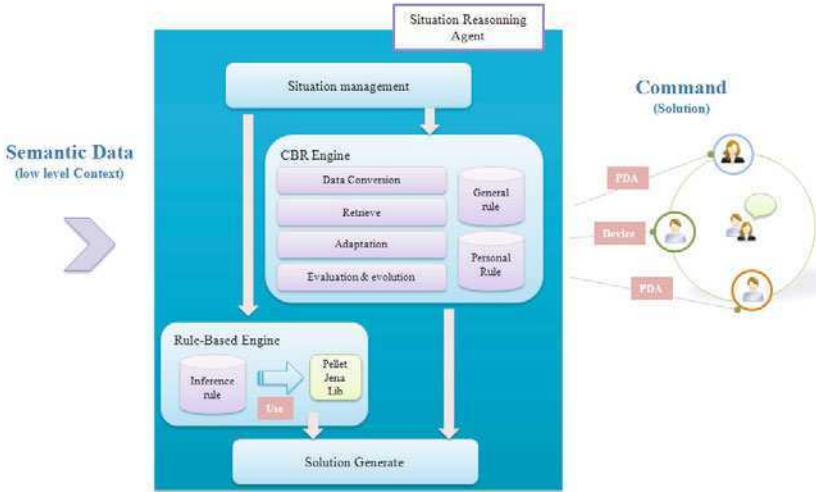 Situation Reasonning
Agent
Situation management
Command
(Solution)
Semantic Data
(low level Context)
CBR Engine
Data Conversion
Retrieve
Adaptation
Evaluation & evolution
General
rule
Personal
Rule
PDA
Device
PDA
Rule-Based Engine
Inference
rule
Use
Pellet
Jena
Lib
Solution Generate